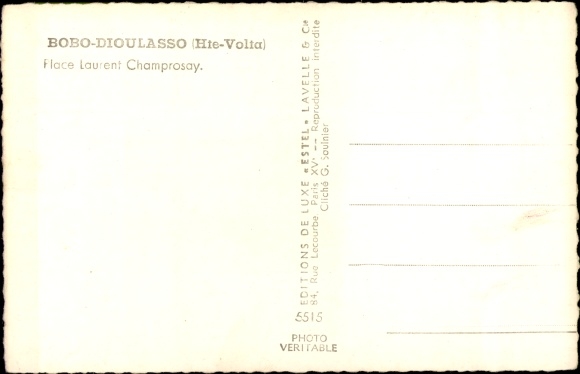 BOBO-DIOULASSO (Hte-Volta)
Place Laurent Champrosay.
EDITIONS DE LUXE «ESTEL» LAVELLE & Cie
84, Rue Lecourbe Paris XVe -- Reproduction interdite
Cliché G. Saulnier
5515
PHOTO
VERITABLE